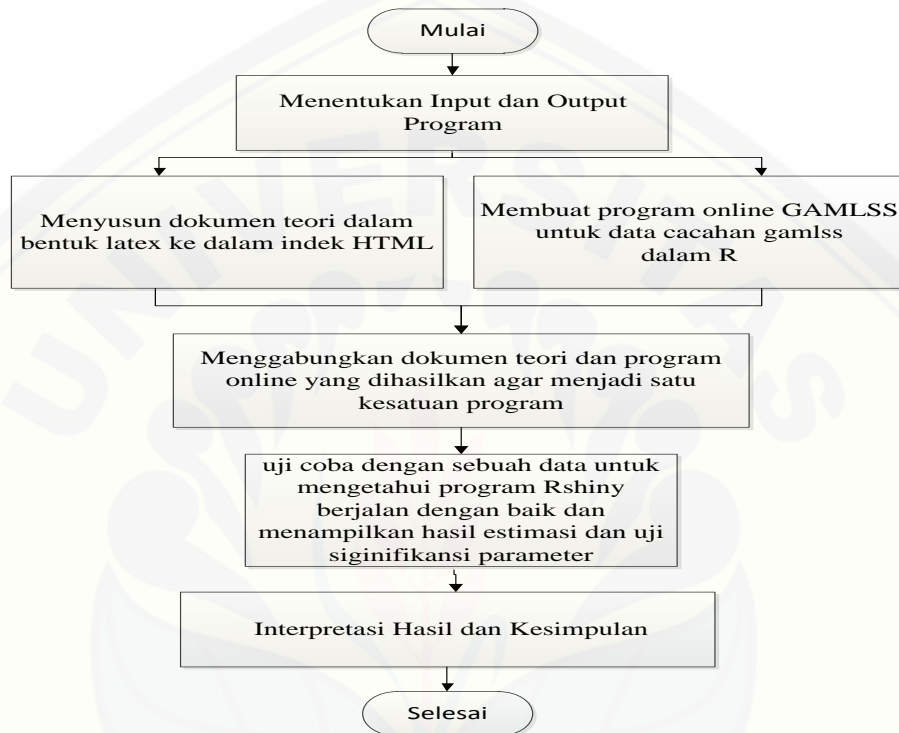 Mulai
Menentukan Input dan Output
Program
Menyusun dokumen teori dalam
bentuk latex ke dalam indek HTML
Membuat program online GAMLSS
untuk data cacahan gamlss
dalam R
Menggabungkan dokumen teori dan program
online yang dihasilkan agar menjadi satu
kesatuan program
uji coba dengan sebuah data untuk
mengetahui program Rshiny
berjalan dengan baik dan
menampilkan hasil estimasi dan uji
siginifikansi parameter
Interpretasi Hasil dan Kesimpulan
Selesai
UNIVERSITAS